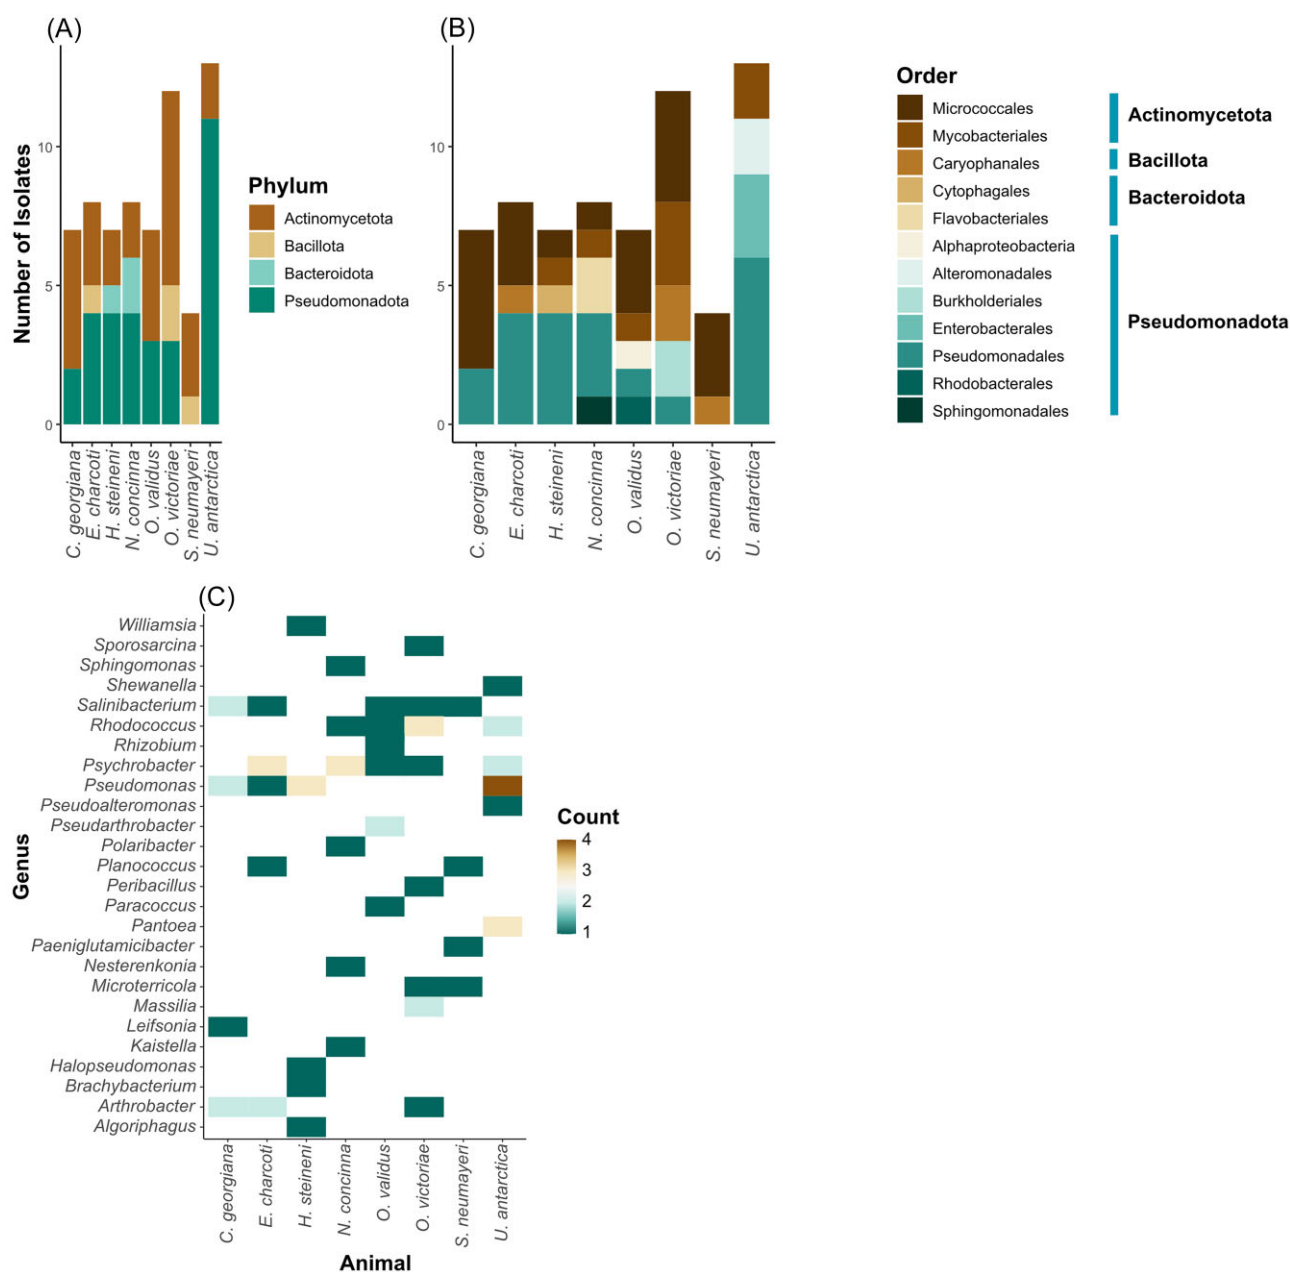 (A)
(B)
Number of Isolates
10
5
0
C. georgiana
E. charcoti
H. steineni
N. concinna
O. validus
O. victoriae
S. neumayeri
U. antarctica
Phylum
Actinomycetota
Bacillota
Bacteroidota
Pseudomonadota
10
5
0
C. georgiana
E. charcoti
H. steineni
N. concinna
O. validus
O. victoriae
S. neumayeri
U. antarctica
Order
Micrococcales
Mycobacteriales
Caryophanales
Cytophagales
Flavobacteriales
Alphaproteobacteria
Alteromonadales
Burkholderiales
Enterobacterales
Pseudomonadales
Rhodobacterales
Sphingomonadales
Actinomycetota
Bacillota
Bacteroidota
Pseudomonadota
(C)
Genus
Williamsia
Sporosarcina
Sphingomonas
Shewanella
Salinibacterium
Rhodococcus
Rhizobium
Psychrobacter
Pseudomonas
Pseudoalteromonas
Pseudarthrobacter
Polaribacter
Planococcus
Peribacillus
Paracoccus
Pantoea
Paeniglutamicibacter
Nesterenkonia
Microterricola
Massilia
Leifsonia
Kaistella
Halopseudomonas
Brachybacterium
Arthrobacter
Algoriphagus
C. georgiana
E. charcoti
H. steineni
N. concinna
O. validus
O. victoriae
S. neumayeri
U. antarctica
Animal
Count
4
3
2
1